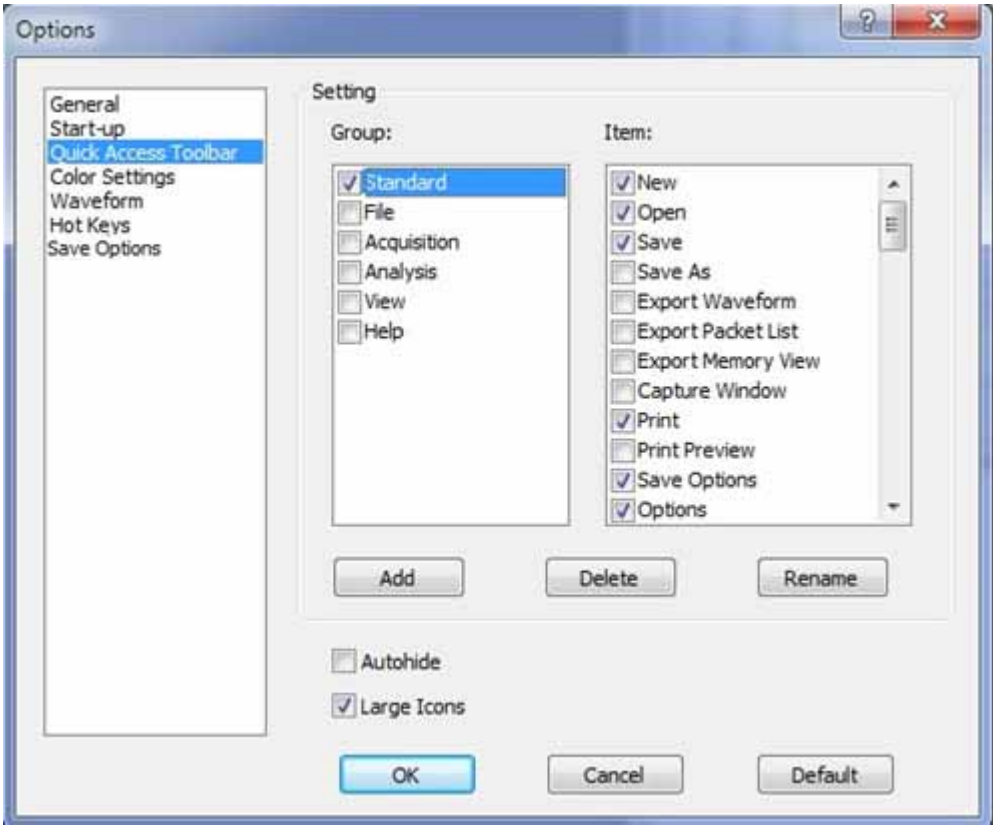 Options
General
Start-up
Quick Access Toolbar
Color Settings
Waveform
Hot Keys
Save Options
Setting
Group:
Standard
File
Acquisition
Analysis
View
Help
Item:
New
Open
Save
Save As
Export Waveform
Export Packet List
Export Memory View
Capture Window
Print
Print Preview
Save Options
Options
Add
Delete
Rename
Autohide
Large Icons
OK
Cancel
Default